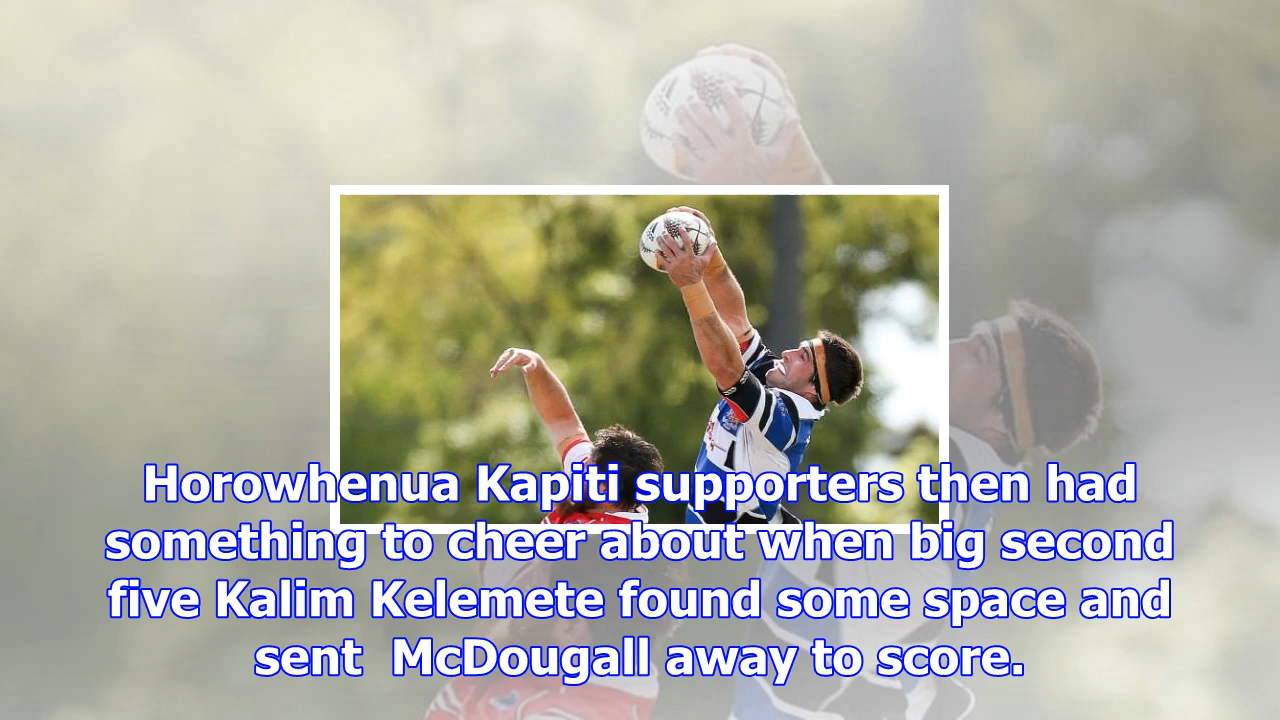 Horowhenua Kapiti supporters then had
something to cheer about when big second
five Kalim Kelemete found some space and
sent  McDougall away to score.